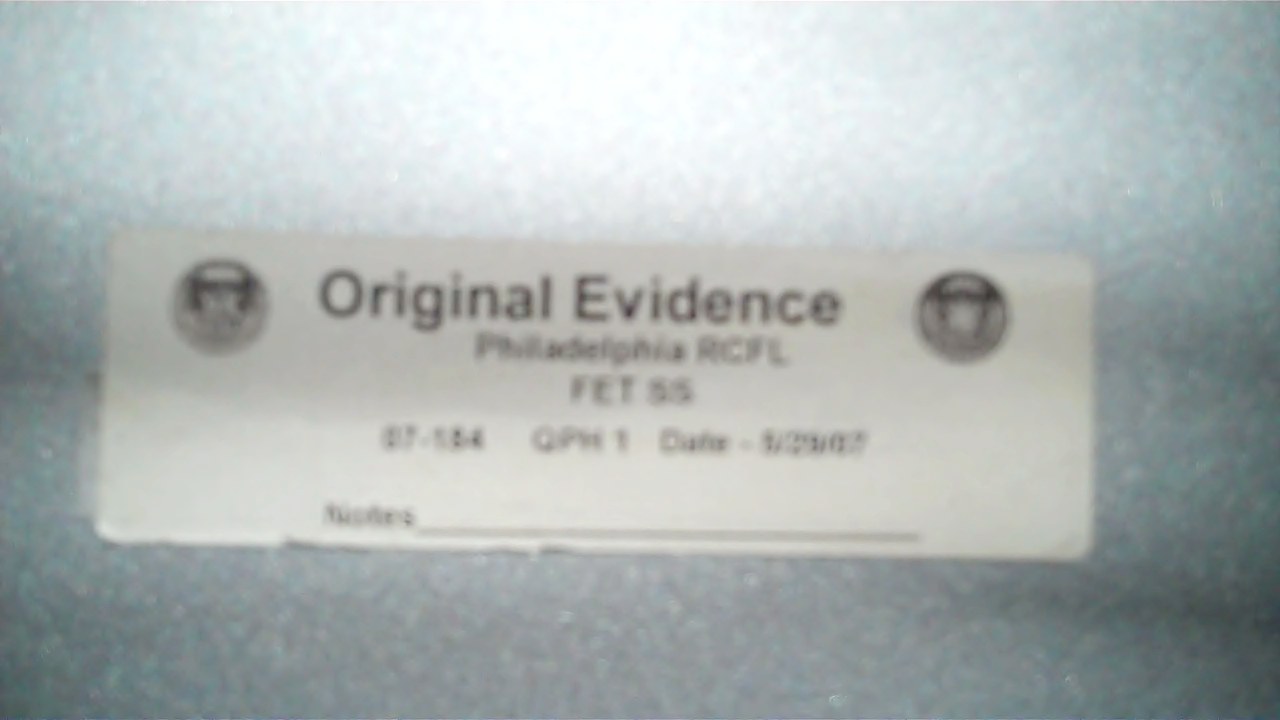 Original Evidence
Philadelphia RCFL
FET SS
07-184 QPH 1 Date - 5/29/07
Notes